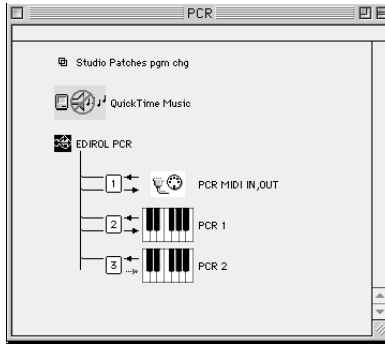 PCR
Studio Patches pgm chg
QuickTime Music
EDIROL PCR
1 PCR MIDI IN,OUT
2 PCR 1
3 PCR 2